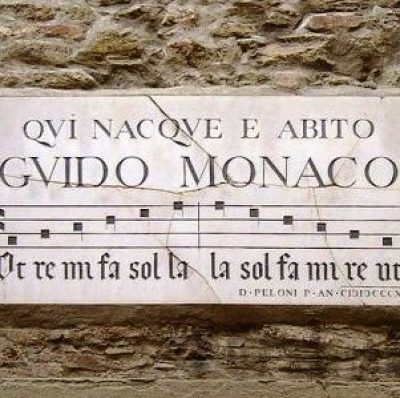 QVI NACQVE E ABITO
GVIDO MONACO
Ut re mi fa sol la la sol fa mi re ut
D · PELONI P · AN ·